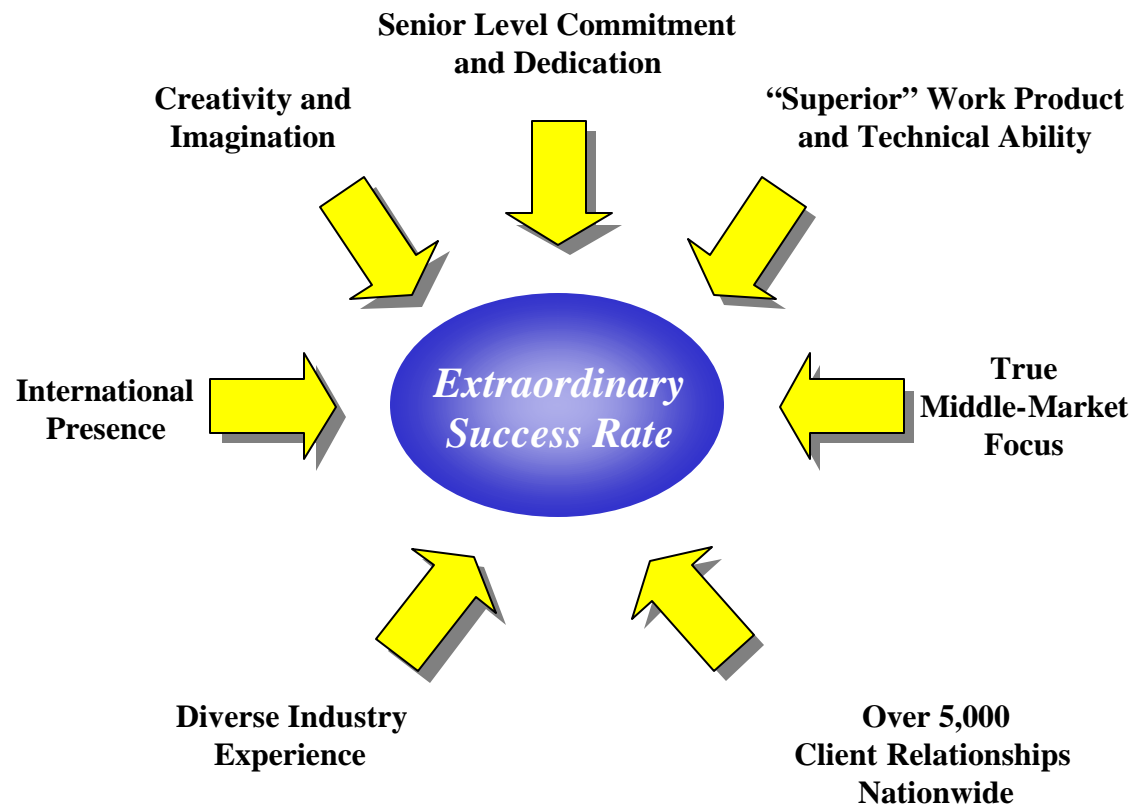 Senior Level Commitment
and Dedication
Creativity and
Imagination
“Superior” Work Product
and Technical Ability
International
Presence
Extraordinary
Success Rate
True
Middle-Market
Focus
Diverse Industry
Experience
Over 5,000
Client Relationships
Nationwide